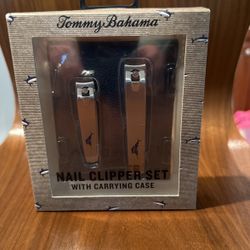 Tommy Bahama
NAIL CLIPPER SET
WITH CARRYING CASE